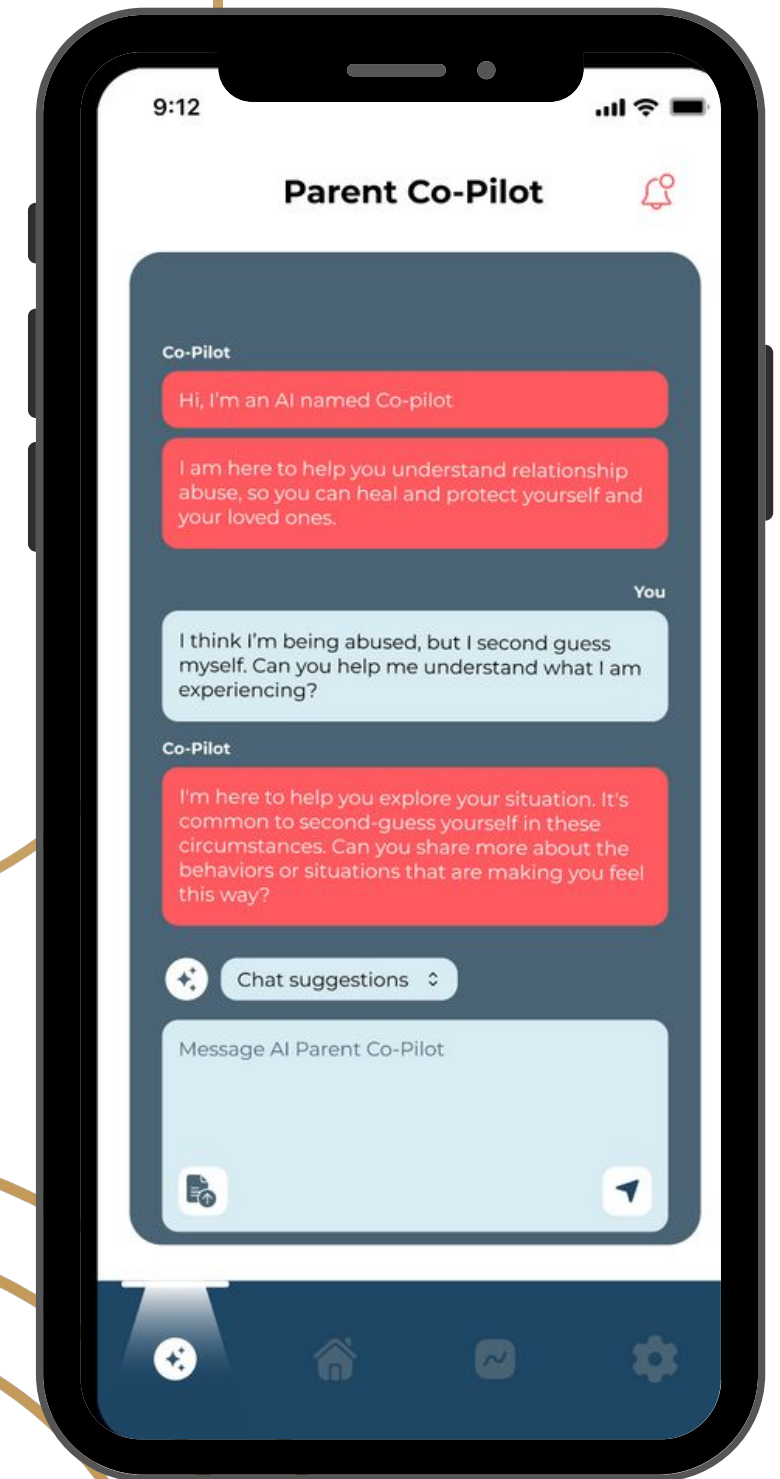 9:12
Parent Co-Pilot
Co-Pilot
Hi, I'm an AI named Co-pilot
I am here to help you understand relationship
abuse, so you can heal and protect yourself and
your loved ones.
You
I think I'm being abused, but I second guess
myself. Can you help me understand what I am
experiencing?
Co-Pilot
I'm here to help you explore your situation. It's
common to second-guess yourself in these
circumstances. Can you share more about the
behaviors or situations that are making you feel
this way?
Chat suggestions
Message AI Parent Co-Pilot